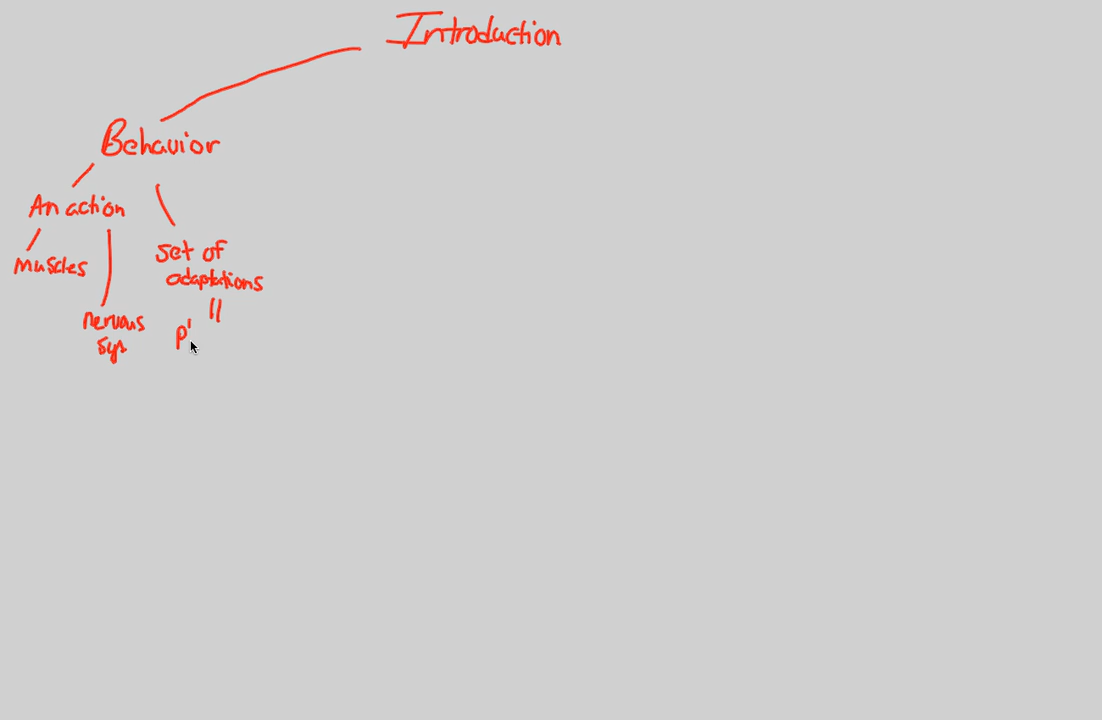 Introduction
Behavior
An action
Muscles
nervous
sys
set of
adaptations
||
p'